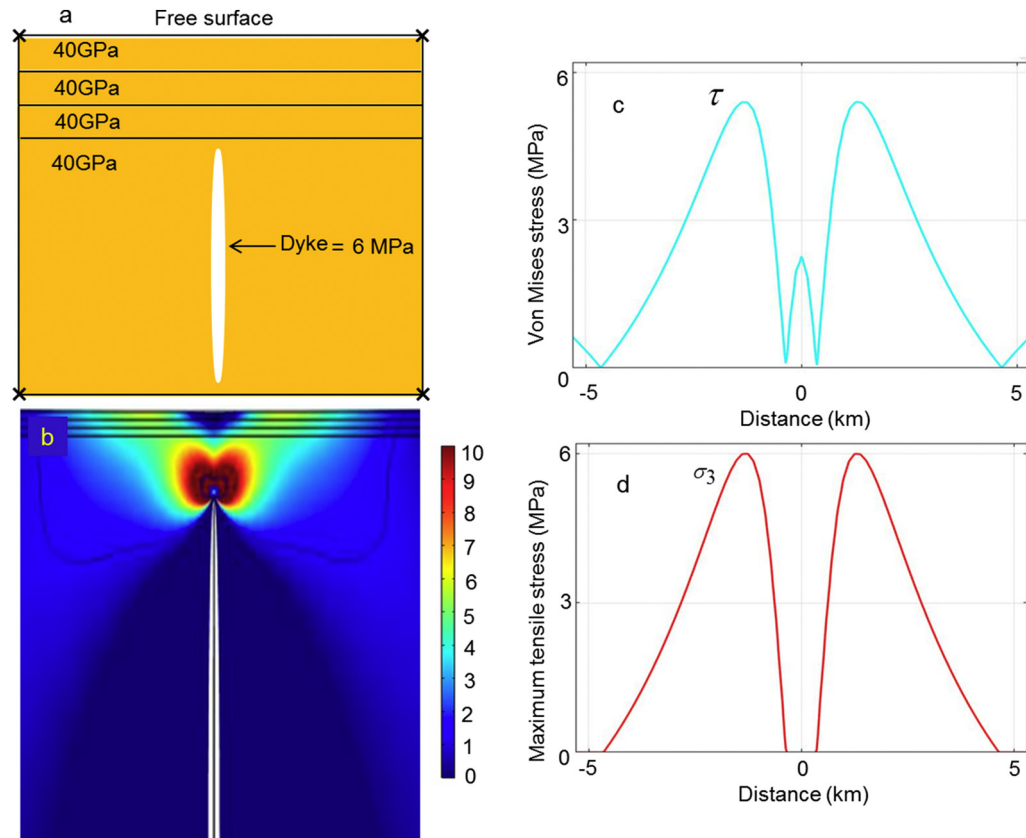 a
Free surface
40GPa
40GPa
40GPa
40GPa
Dyke = 6 MPa
b
10
9
8
7
6
5
4
3
2
1
0
c
τ
Von Mises stress (MPa)
6
3
0
-5
0
5
Distance (km)
d
σ3
Maximum tensile stress (MPa)
6
3
0
-5
0
5
Distance (km)